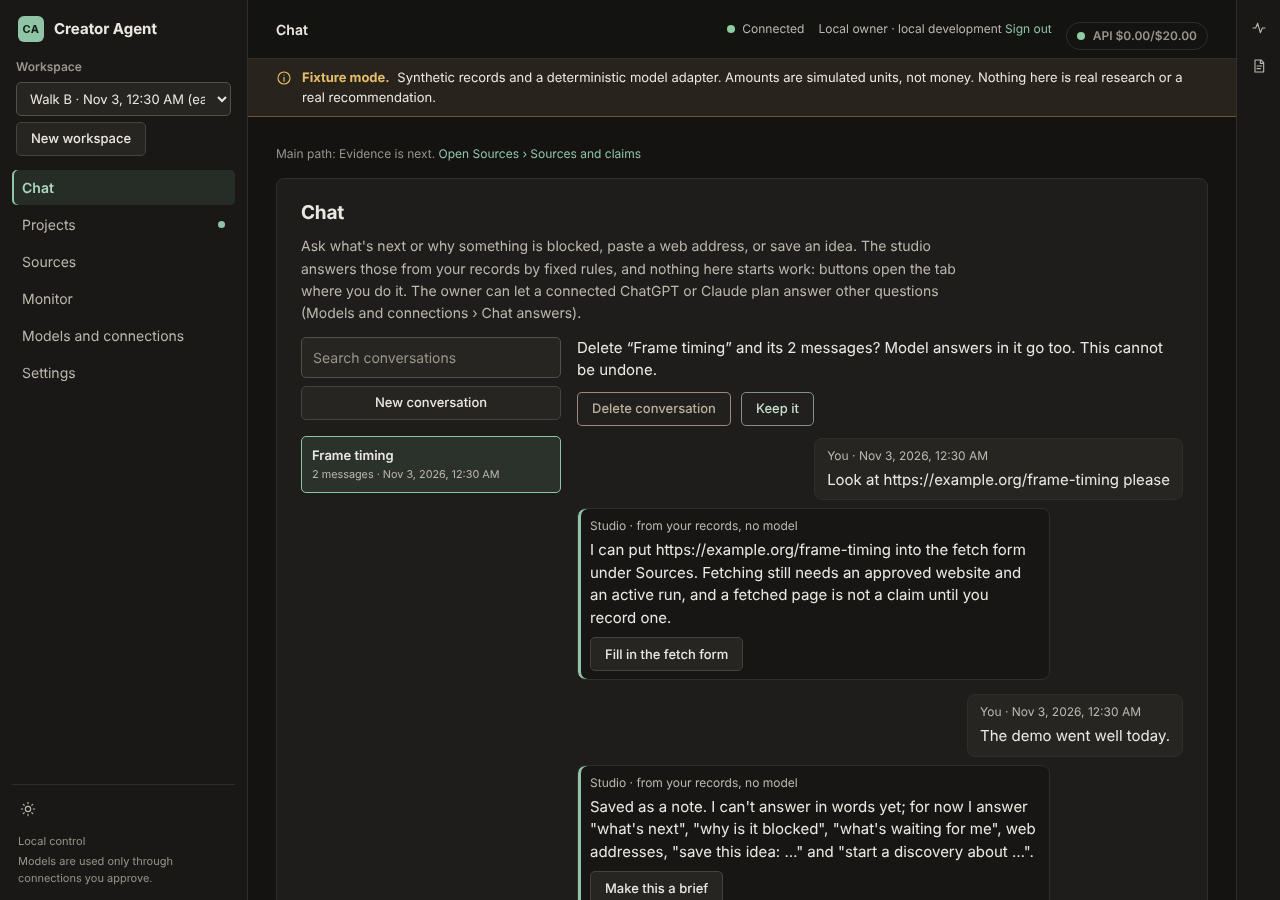 CA Creator Agent
Workspace
Walk B · Nov 3, 12:30 AM (ea
New workspace
Chat
Projects
Sources
Monitor
Models and connections
Settings
Local control
Models are used only through
connections you approve.
Chat
Connected Local owner · local development Sign out API $0.00/$20.00
Fixture mode. Synthetic records and a deterministic model adapter. Amounts are simulated units, not money. Nothing here is real research or a
real recommendation.
Main path: Evidence is next. Open Sources › Sources and claims
Chat
Ask what's next or why something is blocked, paste a web address, or save an idea. The studio
answers those from your records by fixed rules, and nothing here starts work: buttons open the tab
where you do it. The owner can let a connected ChatGPT or Claude plan answer other questions
(Models and connections › Chat answers).
Search conversations
New conversation
Frame timing
2 messages · Nov 3, 2026, 12:30 AM
Delete “Frame timing” and its 2 messages? Model answers in it go too. This cannot
be undone.
Delete conversation Keep it
You · Nov 3, 2026, 12:30 AM
Look at https://example.org/frame-timing please
Studio · from your records, no model
I can put https://example.org/frame-timing into the fetch form
under Sources. Fetching still needs an approved website and
an active run, and a fetched page is not a claim until you
record one.
Fill in the fetch form
You · Nov 3, 2026, 12:30 AM
The demo went well today.
Studio · from your records, no model
Saved as a note. I can't answer in words yet; for now I answer
"what's next", "why is it blocked", "what's waiting for me", web
addresses, "save this idea: ..." and "start a discovery about ...".
Make this a brief